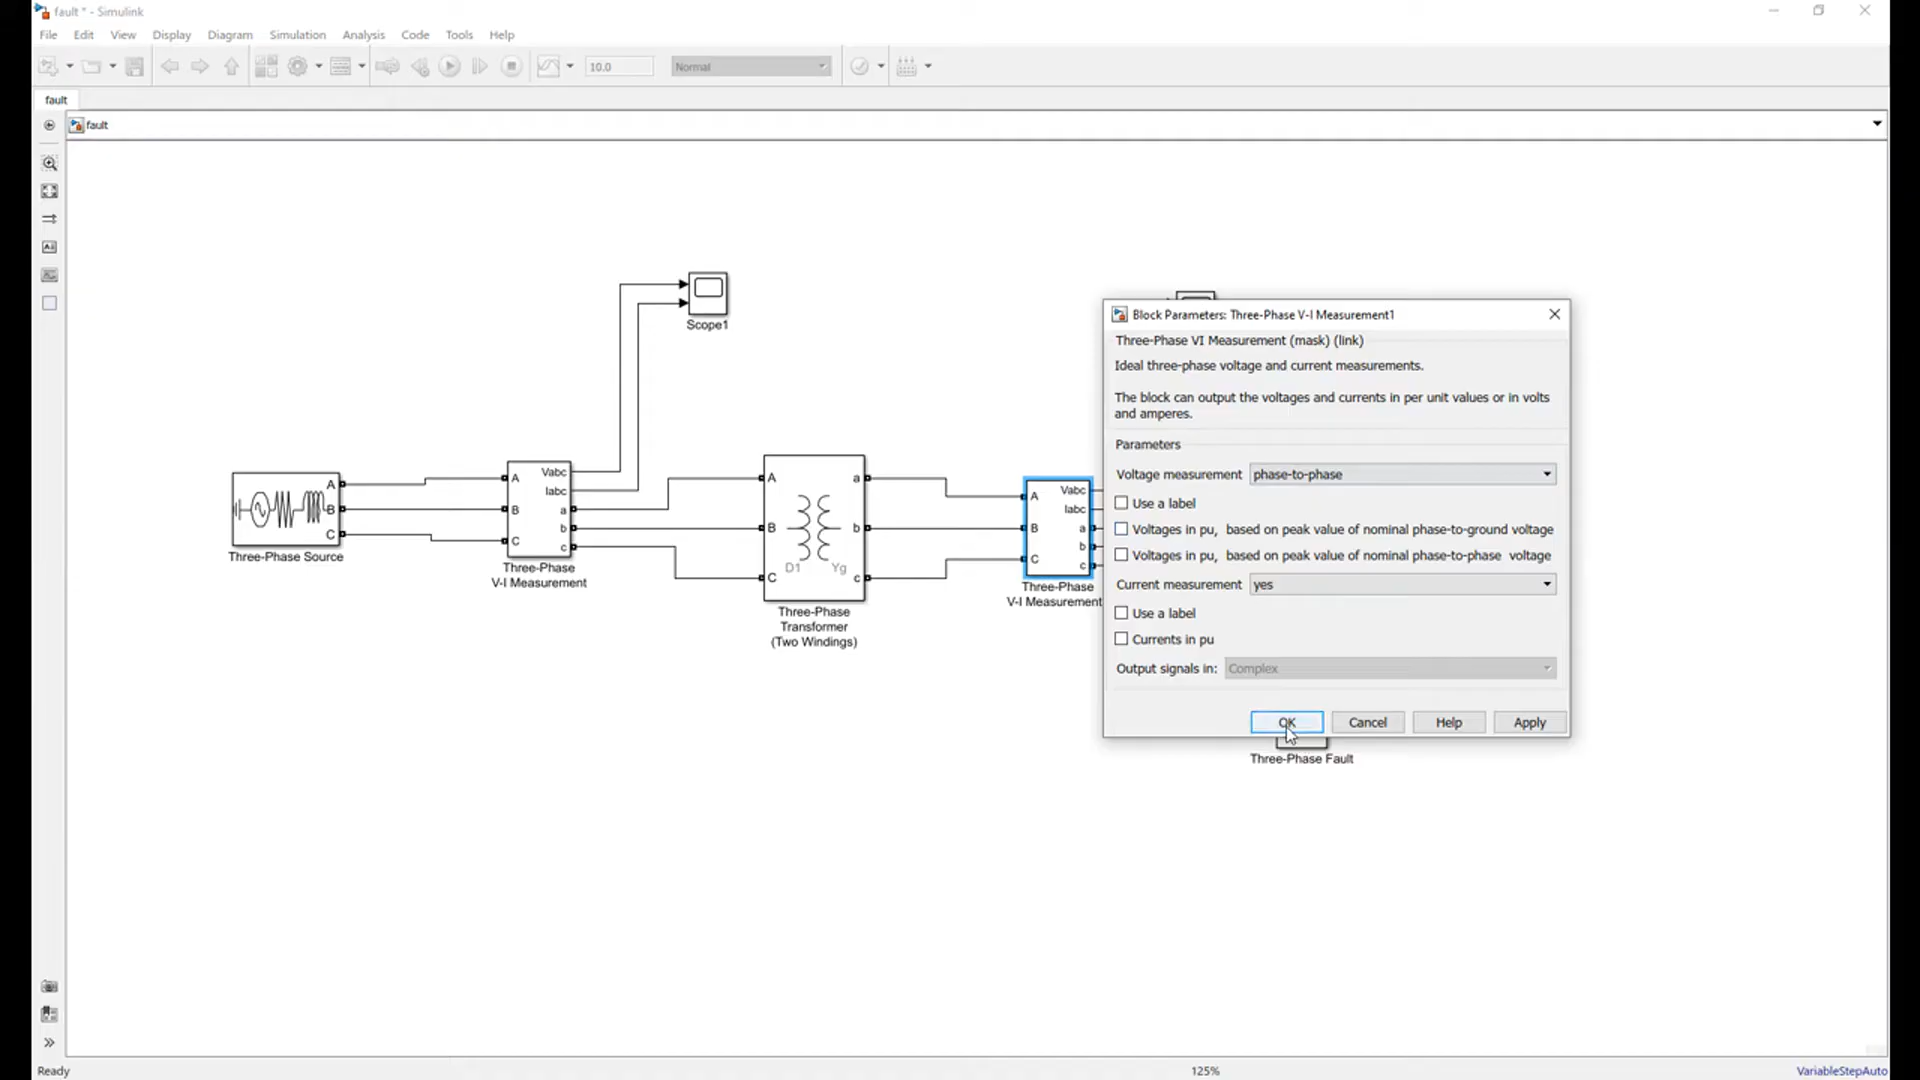 fault * - Simulink
File Edit View Display Diagram Simulation Analysis Code Tools Help
10.0 Normal
fault
fault
Scope1
A
B
C
Three-Phase Source
A
B
C
Vabc
Iabc
a
b
c
Three-Phase
V-I Measurement
A
B
C
a
b
c
D1 Yg
Three-Phase
Transformer
(Two Windings)
A
B
C
Vabc
Iabc
a
b
c
Three-Phase
V-I Measurement
Block Parameters: Three-Phase V-I Measurement1
Three-Phase VI Measurement (mask) (link)
Ideal three-phase voltage and current measurements.
The block can output the voltages and currents in per unit values or in volts
and amperes.
Parameters
Voltage measurement phase-to-phase
Use a label
Voltages in pu, based on peak value of nominal phase-to-ground voltage
Voltages in pu, based on peak value of nominal phase-to-phase voltage
Current measurement yes
Use a label
Currents in pu
Output signals in: Complex
OK Cancel Help Apply
Three-Phase Fault
Ready 125% VariableStepAuto